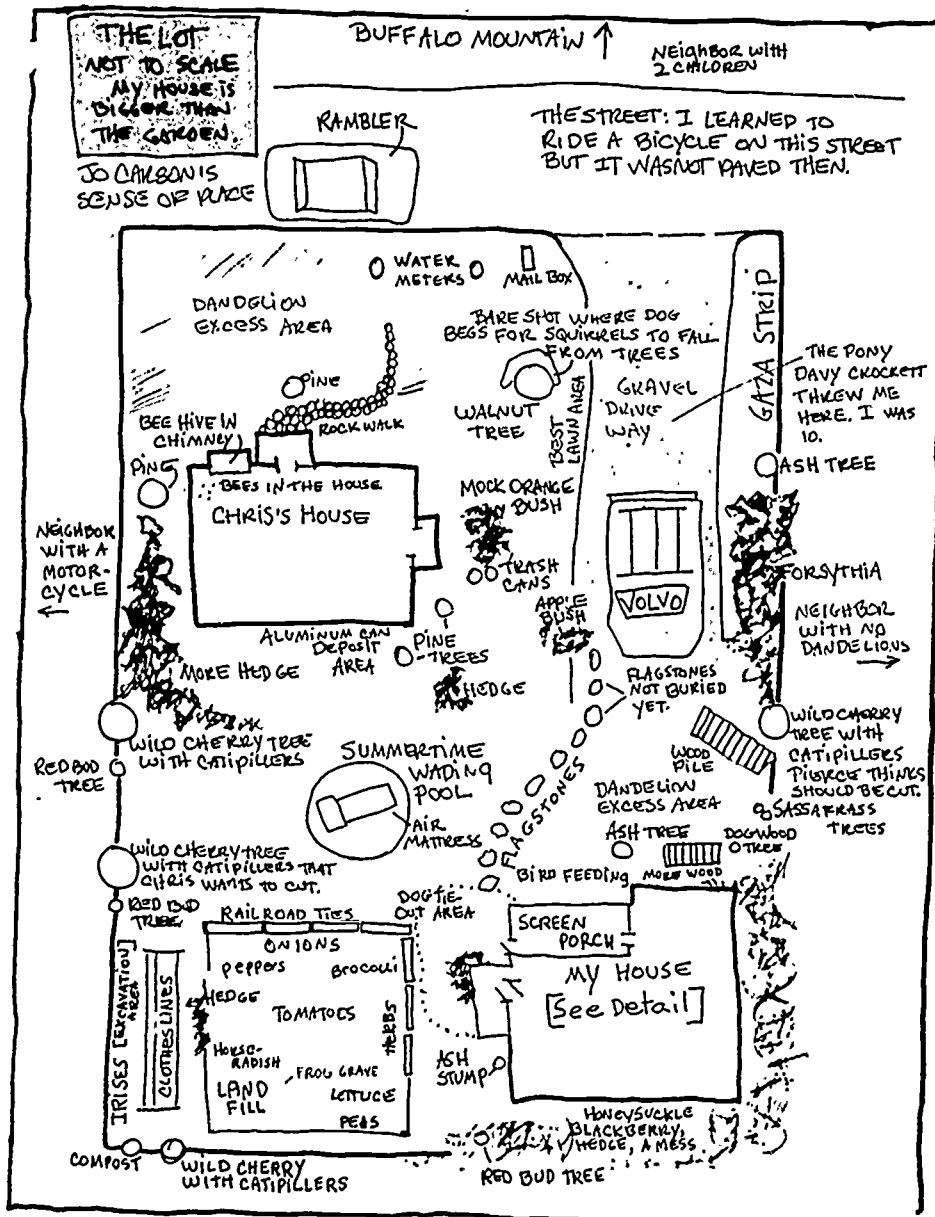 THE LOT
NOT TO SCALE
MY HOUSE IS
BIGGER THAN
THE GARDEN.
JO CARSON'S
SENSE OF PLACE
BUFFALO MOUNTAIN ↑
NEIGHBOR WITH
2 CHILDREN
RAMBLER
THE STREET: I LEARNED TO
RIDE A BICYCLE ON THIS STREET
BUT IT WAS NOT PAVED THEN.
WATER
METERS
MAIL BOX
DANDELION
EXCESS AREA
BARE SHOT WHERE DOG
BEGS FOR SQUIRRELS TO FALL
FROM TREES
GAZA STRIP
PINE
ROCK WALK
WALNUT
TREE
BEST
LAWN AREA
GRAVEL
DRIVE
WAY
THE PONY
DAVY CROCKETT
THREW ME
HERE. I WAS
10.
BEE HIVE IN
CHIMNEY
PINE
BEES IN THE HOUSE
CHRIS'S HOUSE
ASH TREE
MOCK ORANGE
BUSH
NEIGHBOR
WITH A
MOTOR-
CYCLE
←
TRASH
CANS
VOLVO
FORSYTHIA
APPLE
BUSH
NEIGHBOR
WITH NO
DANDELIONS
→
ALUMINUM CAN
DEPOSIT
AREA
PINE
TREES
MORE HEDGE
HEDGE
FLAGSTONES
NOT BURIED
YET.
WILD CHERRY TREE
WITH CATIPILLERS
RED BUD
TREE
SUMMERTIME
WADING
POOL
AIR
MATTRESS
FLAGSTONES
WOOD
PILE
WILD CHERRY
TREE WITH
CATIPILLERS
PIERCE THINKS
SHOULD BE CUT.
DANDELION
EXCESS AREA
SASSAFRASS
TREES
ASH TREE
DOGWOOD
TREE
MORE WOOD
WILD CHERRY TREE
WITH CATIPILLERS THAT
CHRIS WANTS TO CUT.
RED BUD
TREE
BIRD FEEDING
DOG TIE
OUT AREA
RAILROAD TIES
ONIONS
PEPPERS
BROCOLLI
SCREEN
PORCH
MY HOUSE
[SEE DETAIL]
IRISES [EXCAVATION
AREA]
CLOTHES LINES
HEDGE
TOMATOES
HERBS
HORSE-
RADISH
FROG GRAVE
LAND
FILL
LETTUCE
PEAS
ASH
STUMP
HONEYSUCKLE
BLACKBERRY,
HEDGE, A MESS
COMPOST
WILD CHERRY
WITH CATIPILLERS
RED BUD TREE